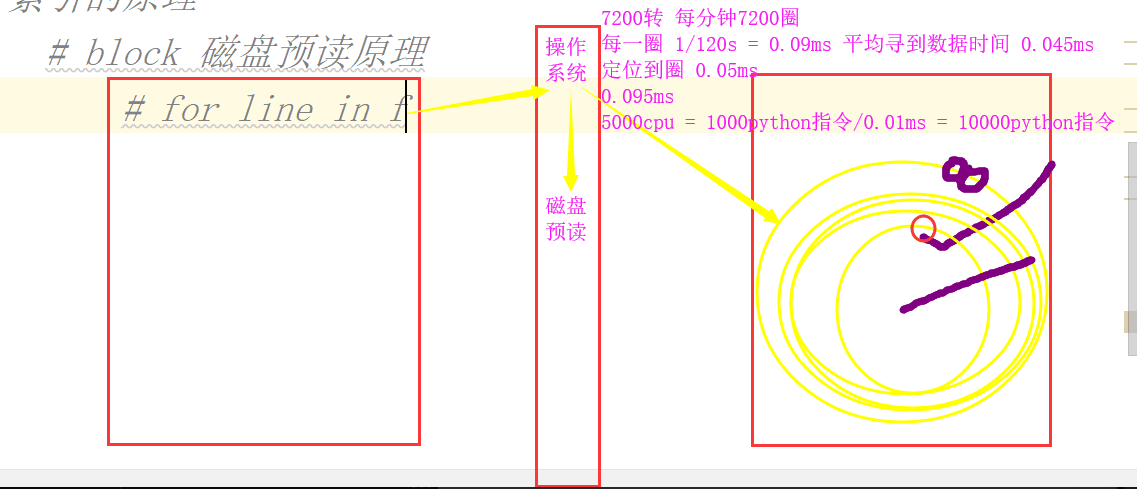 索引的原理
# block 磁盘预读原理
# for line in f
操作
系统
磁盘
预读
7200转 每分钟7200圈
每一圈 1/120s = 0.09ms 平均寻到数据时间 0.045ms
定位到圈 0.05ms
0.095ms
5000cpu = 1000python指令/0.01ms = 10000python指令